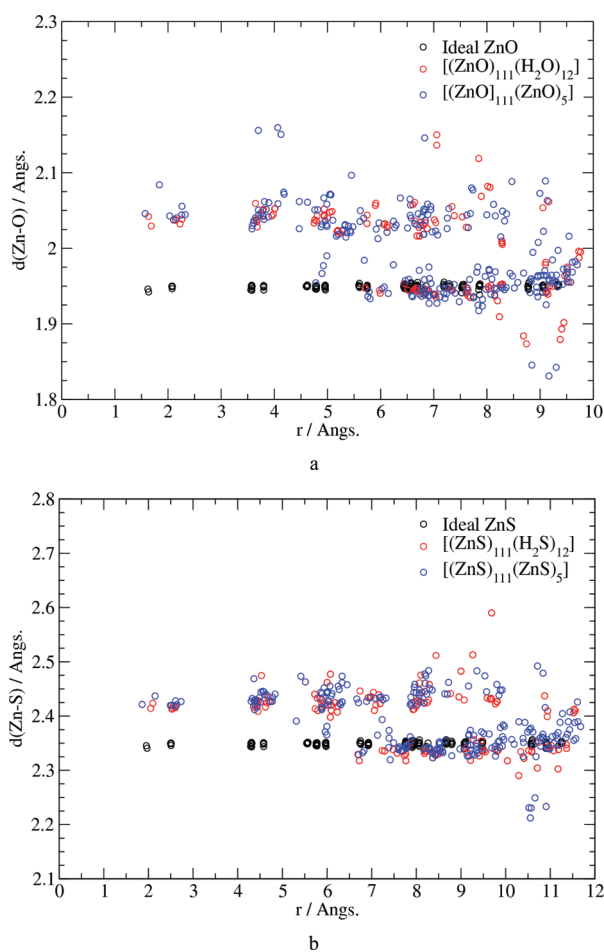 2.3
2.2
2.1
2
1.9
1.8
d(Zn-O) / Angs.
Ideal ZnO
[(ZnO)111(H2O)12]
[(ZnO]111(ZnO)5]
0 1 2 3 4 5 6 7 8 9 10
r / Angs.
a
2.8
2.7
2.6
2.5
2.4
2.3
2.2
2.1
d(Zn-S) / Angs.
Ideal ZnS
[(ZnS)111(H2S)12]
[(ZnS)111(ZnS)5]
0 1 2 3 4 5 6 7 8 9 10 11 12
r / Angs.
b